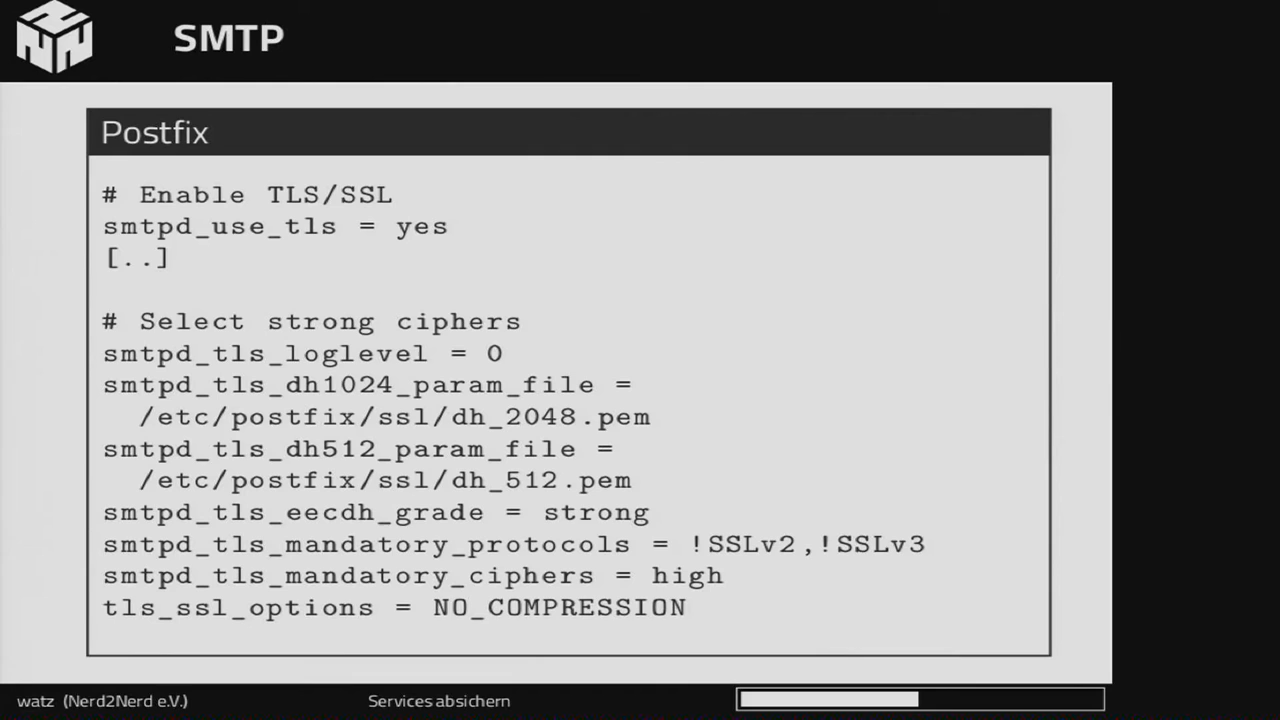 SMTP
Postfix
# Enable TLS/SSL
smtpd_use_tls = yes
[..]
# Select strong ciphers
smtpd_tls_loglevel = 0
smtpd_tls_dh1024_param_file =
/etc/postfix/ssl/dh_2048.pem
smtpd_tls_dh512_param_file =
/etc/postfix/ssl/dh_512.pem
smtpd_tls_eecdh_grade = strong
smtpd_tls_mandatory_protocols = !SSLv2,!SSLv3
smtpd_tls_mandatory_ciphers = high
tls_ssl_options = NO_COMPRESSION
watz (Nerd2Nerd e.V.)
Services absichern